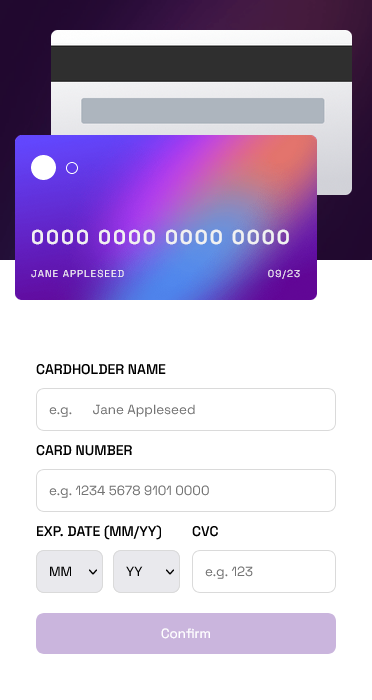 0000 0000 0000 0000
JANE APPLESEED 09/23
CARDHOLDER NAME
e.g. Jane Appleseed
CARD NUMBER
e.g. 1234 5678 9101 0000
EXP. DATE (MM/YY) CVC
MM YY e.g. 123
Confirm